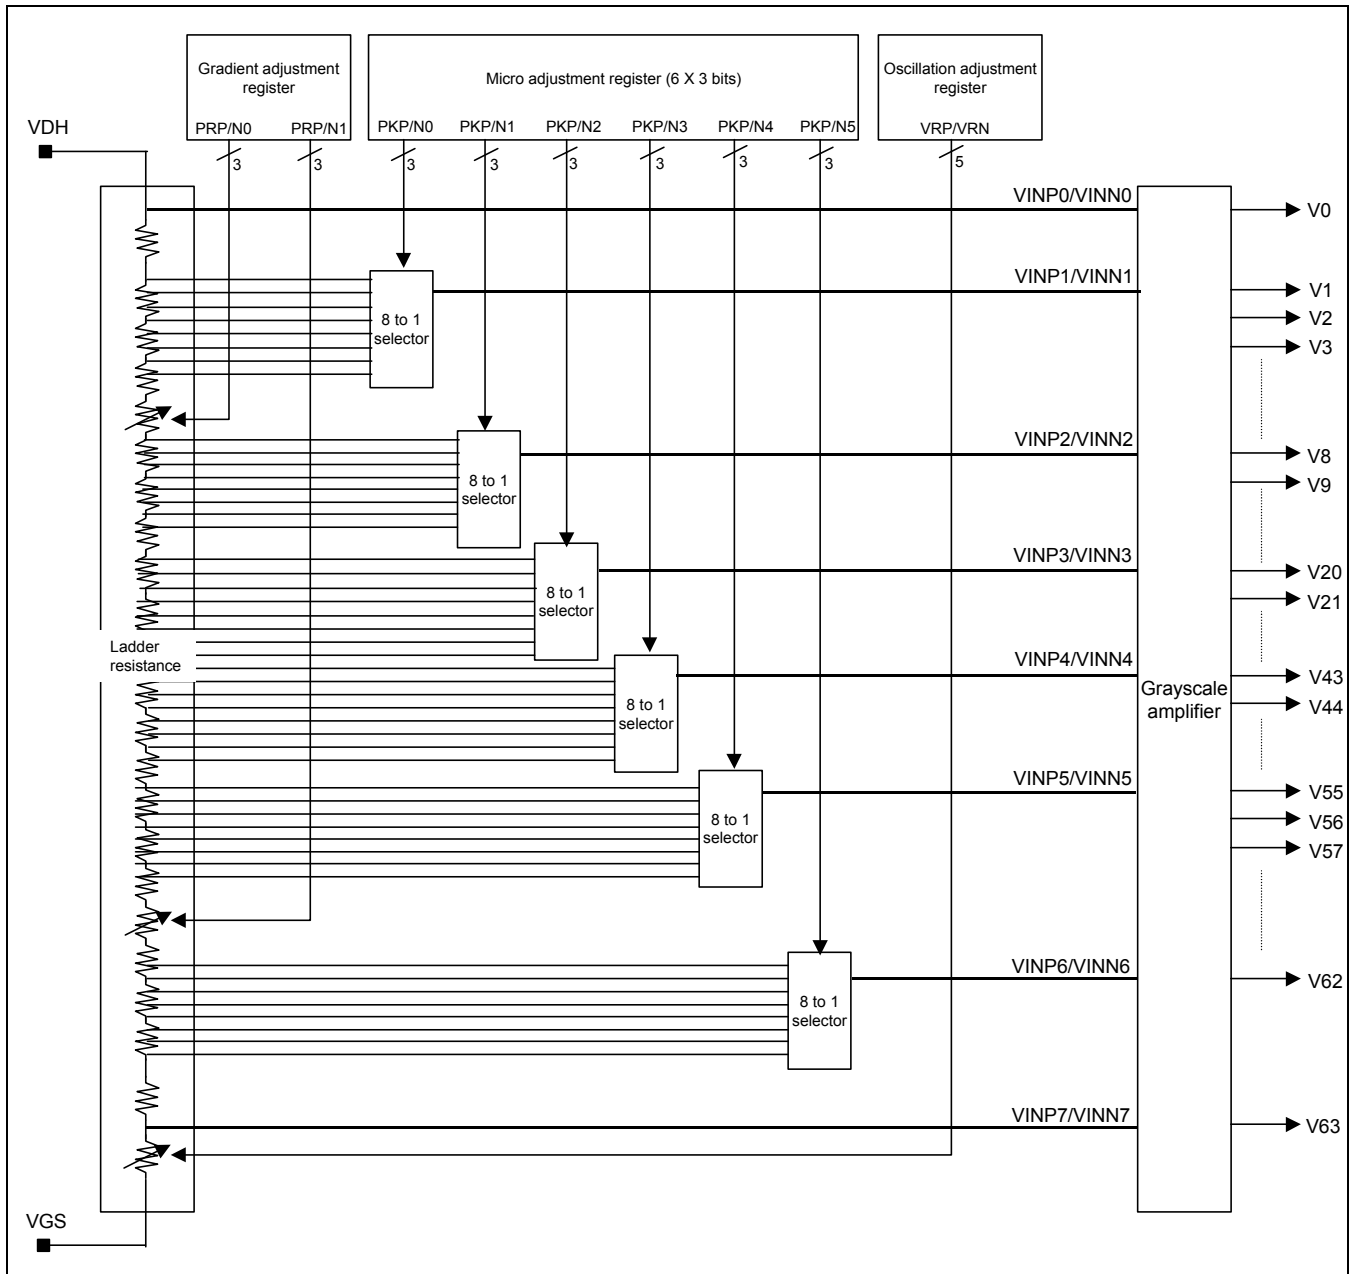 Gradient adjustment
register
PRP/N0
PRP/N1
Micro adjustment register (6 X 3 bits)
PKP/N0
PKP/N1
PKP/N2
PKP/N3
PKP/N4
PKP/N5
Oscillation adjustment
register
VRP/VRN
3
3
3
3
3
3
3
3
5
VDH
VINP0/VINN0
V0
VINP1/VINN1
V1
V2
V3
8 to 1
selector
VINP2/VINN2
V8
V9
8 to 1
selector
VINP3/VINN3
V20
V21
8 to 1
selector
Ladder
resistance
VINP4/VINN4
V43
V44
8 to 1
selector
Grayscale
amplifier
VINP5/VINN5
V55
V56
V57
8 to 1
selector
VINP6/VINN6
V62
8 to 1
selector
VINP7/VINN7
V63
VGS